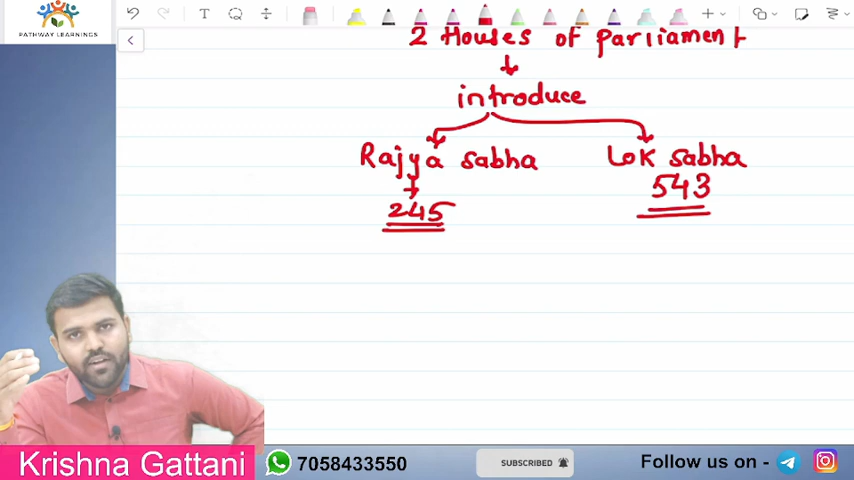 PATHWAY LEARNINGS
T
2 Houses of parliament
introduce
Rajya sabha
Lok sabha
245
543
Krishna Gattani
7058433550
SUBSCRIBED
Follow us on -